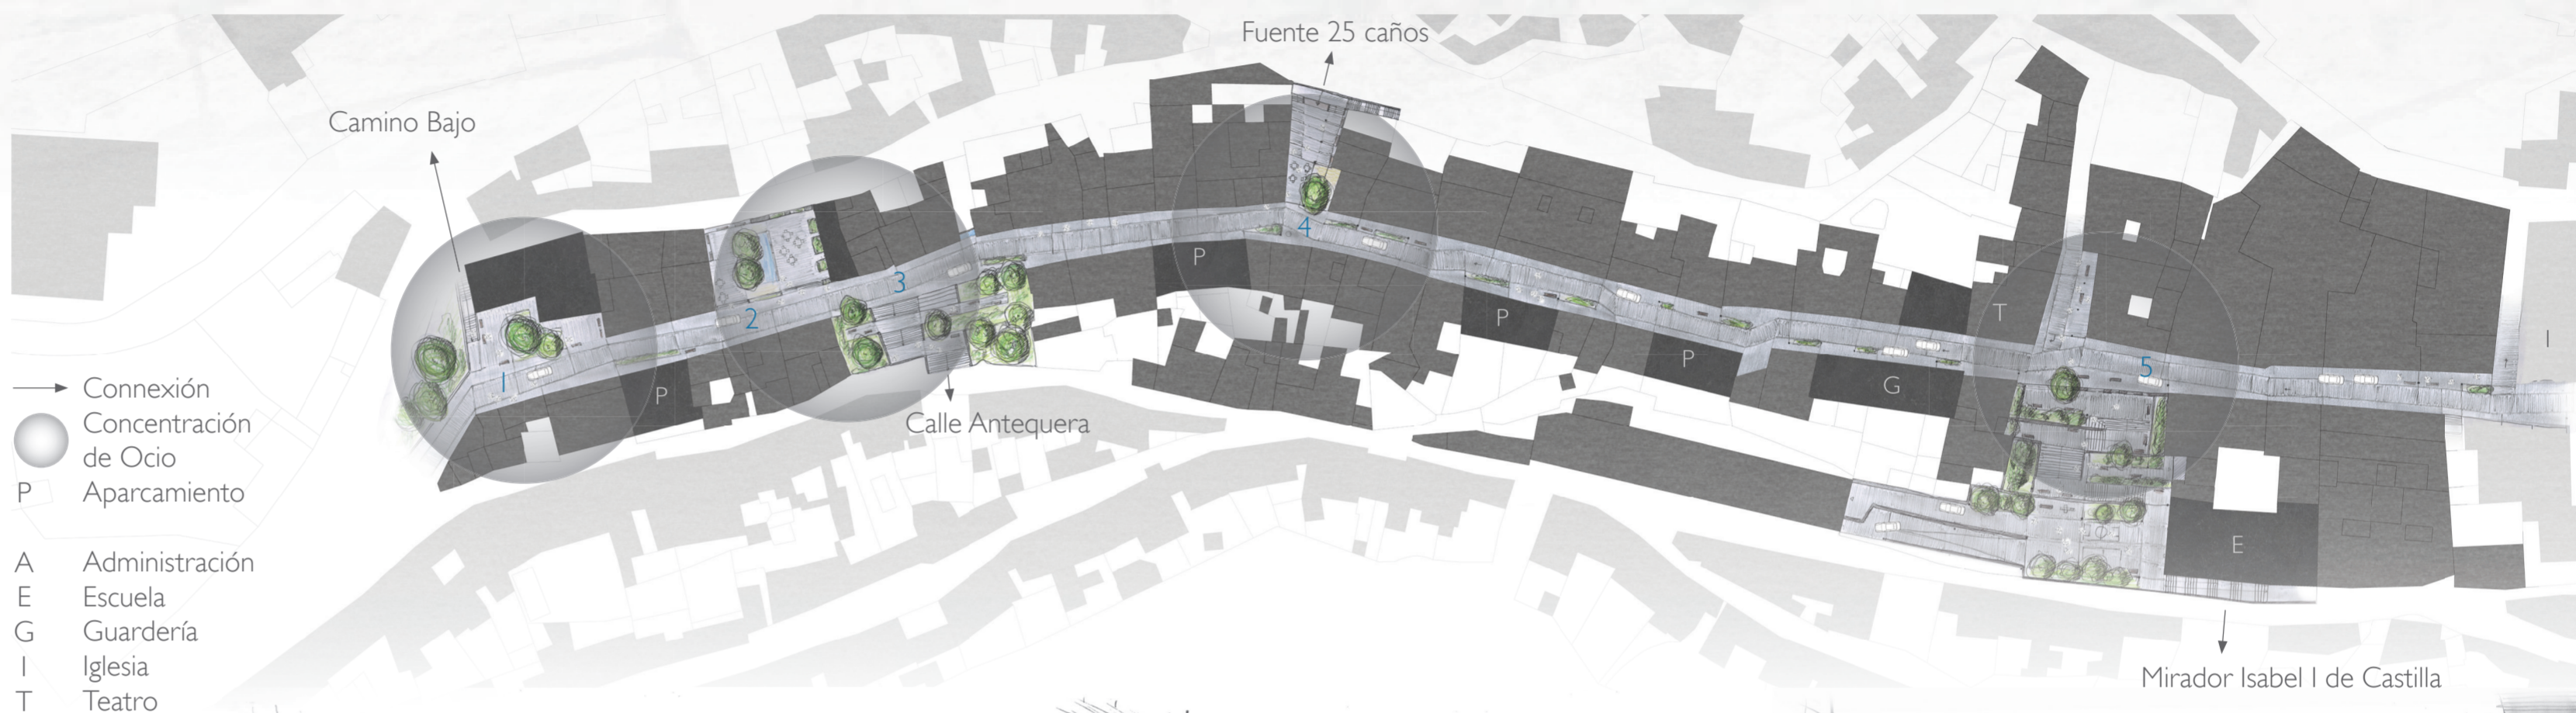 Fuente 25 caños
Camino Bajo
4
P
3
2
P
T
P
1
5
I
P
G
P
Calle Antequera
E
Mirador Isabel I de Castilla
Connexión
Concentración
de Ocio
P Aparcamiento
A Administración
E Escuela
G Guardería
I Iglesia
T Teatro